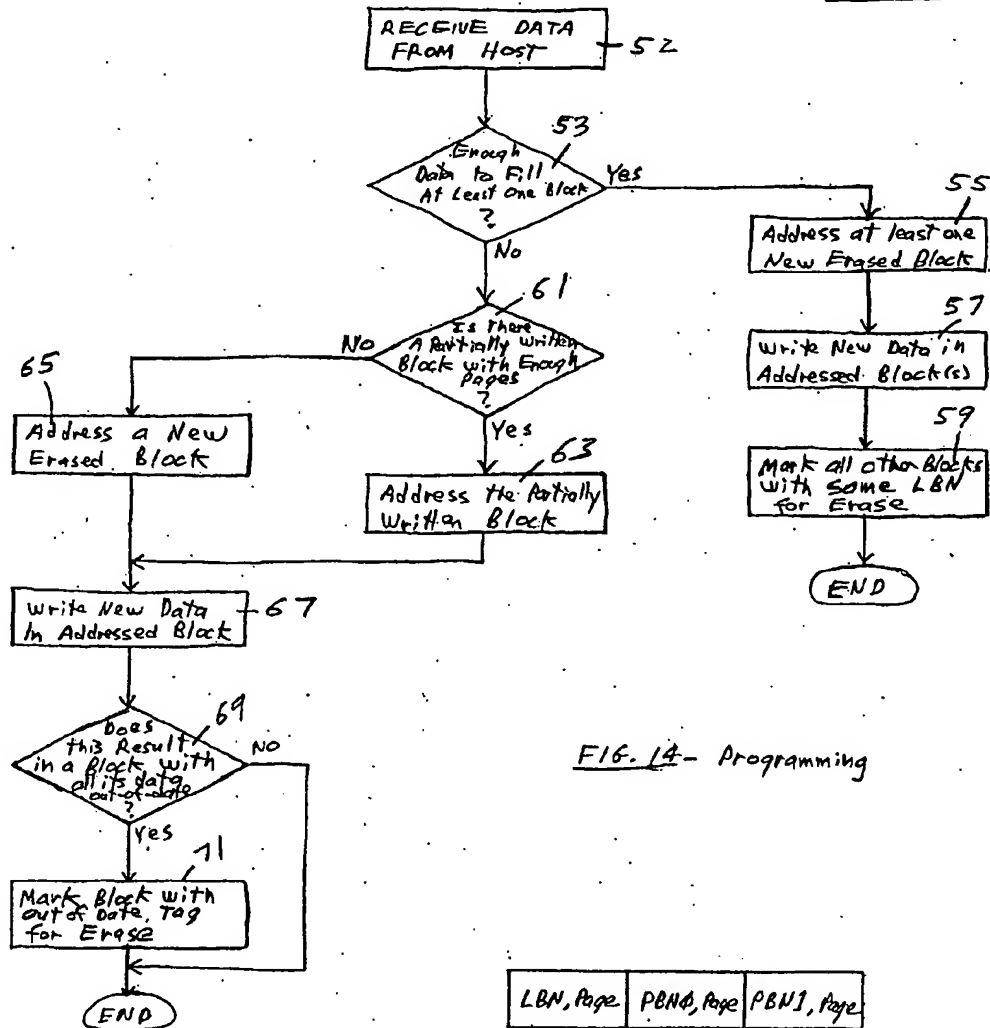 RECEIVE DATA
FROM HOST
52
53
Enough
Data to Fill
At Least One Block
?
Yes
No
55
Address at least one
New Erased Block
57
Write New Data in
Addressed Block(s)
59
Mark all other Blocks
with same LBN
for Erase
END
61
Is There
A Partially Written
Block with Enough
Pages
?
No
Yes
65
Address a New
Erased Block
63
Address the Partially
Written Block
Write New Data
In Addressed Block
67
69
Does
this Result
in a Block with
all its data
out-of-date
?
NO
Yes
71
Mark Block with
out of Date, Tag
for Erase
END
FIG. 14 - Programming
LBN, Page PBN0, Page PBN1, Page